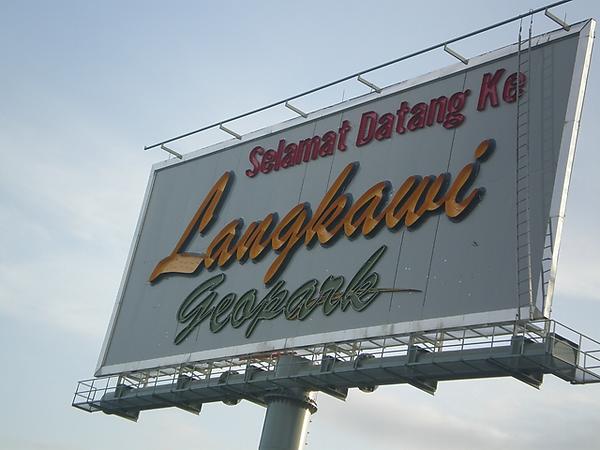 Selamat Datang Ke
Langkawi
Geopark